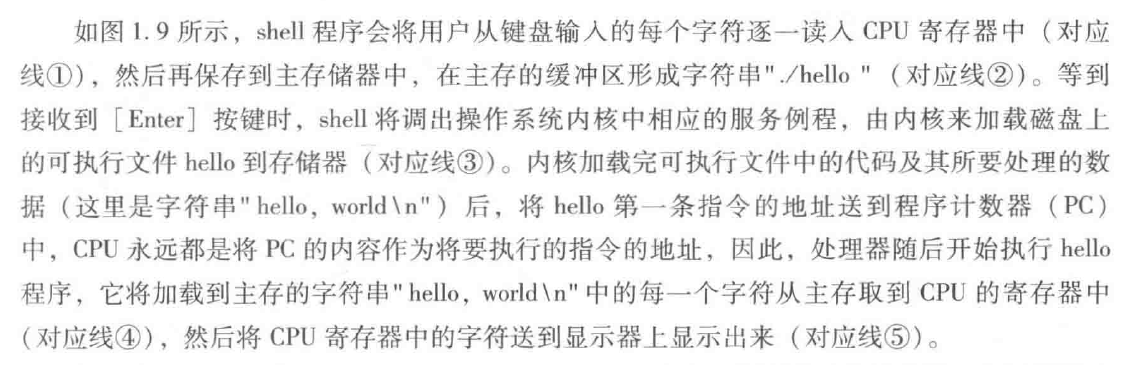 如图 1.9 所示，shell 程序会将用户从键盘输入的每个字符逐一读入 CPU 寄存器中（对应
线①），然后再保存到主存储器中，在主存的缓冲区形成字符串"./hello "（对应线②）。等到
接收到［Enter］按键时，shell 将调出操作系统内核中相应的服务例程，由内核来加载磁盘上
的可执行文件 hello 到存储器（对应线③）。内核加载完可执行文件中的代码及其所要处理的数
据（这里是字符串"hello, world\n"）后，将 hello 第一条指令的地址送到程序计数器（PC）
中，CPU 永远都是将 PC 的内容作为将要执行的指令的地址，因此，处理器随后开始执行 hello
程序，它将加载到主存的字符串"hello, world\n"中的每一个字符从主存取到 CPU 的寄存器中
（对应线④），然后将 CPU 寄存器中的字符送到显示器上显示出来（对应线⑤）。